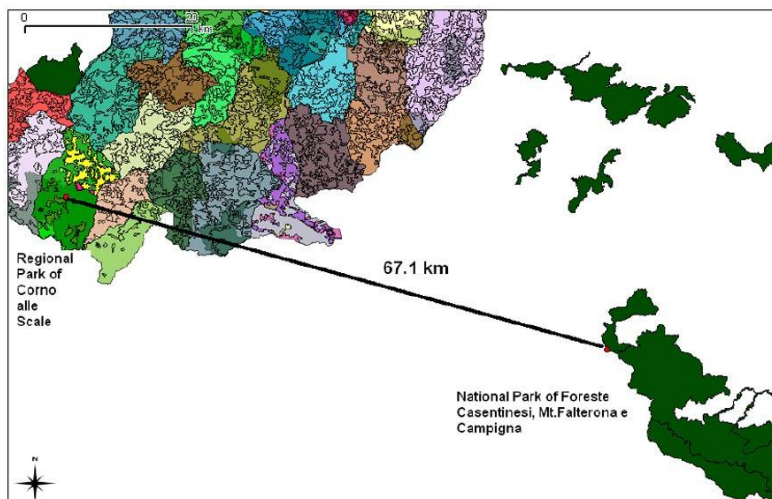 0 20
km
Regional
Park of
Corno
alle
Scale
67.1 km
National Park of Foreste
Casentinesi, Mt.Falterona e
Campigna
N